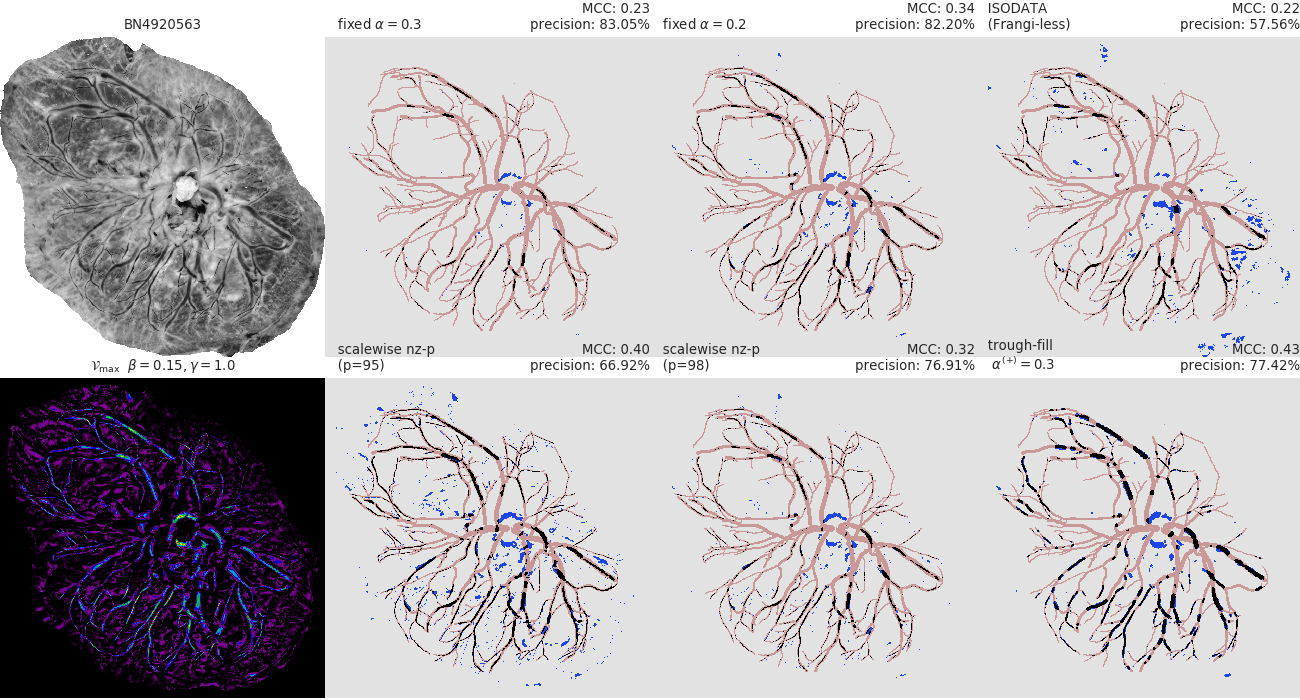 BN4920563
fixed α = 0.3
MCC: 0.23
precision: 83.05%
fixed α = 0.2
MCC: 0.34
precision: 82.20%
ISODATA
(Frangi-less)
MCC: 0.22
precision: 57.56%
𝒱max β = 0.15, γ = 1.0
scalewise nz-p
(p=95)
MCC: 0.40
precision: 66.92%
scalewise nz-p
(p=98)
MCC: 0.32
precision: 76.91%
trough-fill
α(+) = 0.3
MCC: 0.43
precision: 77.42%